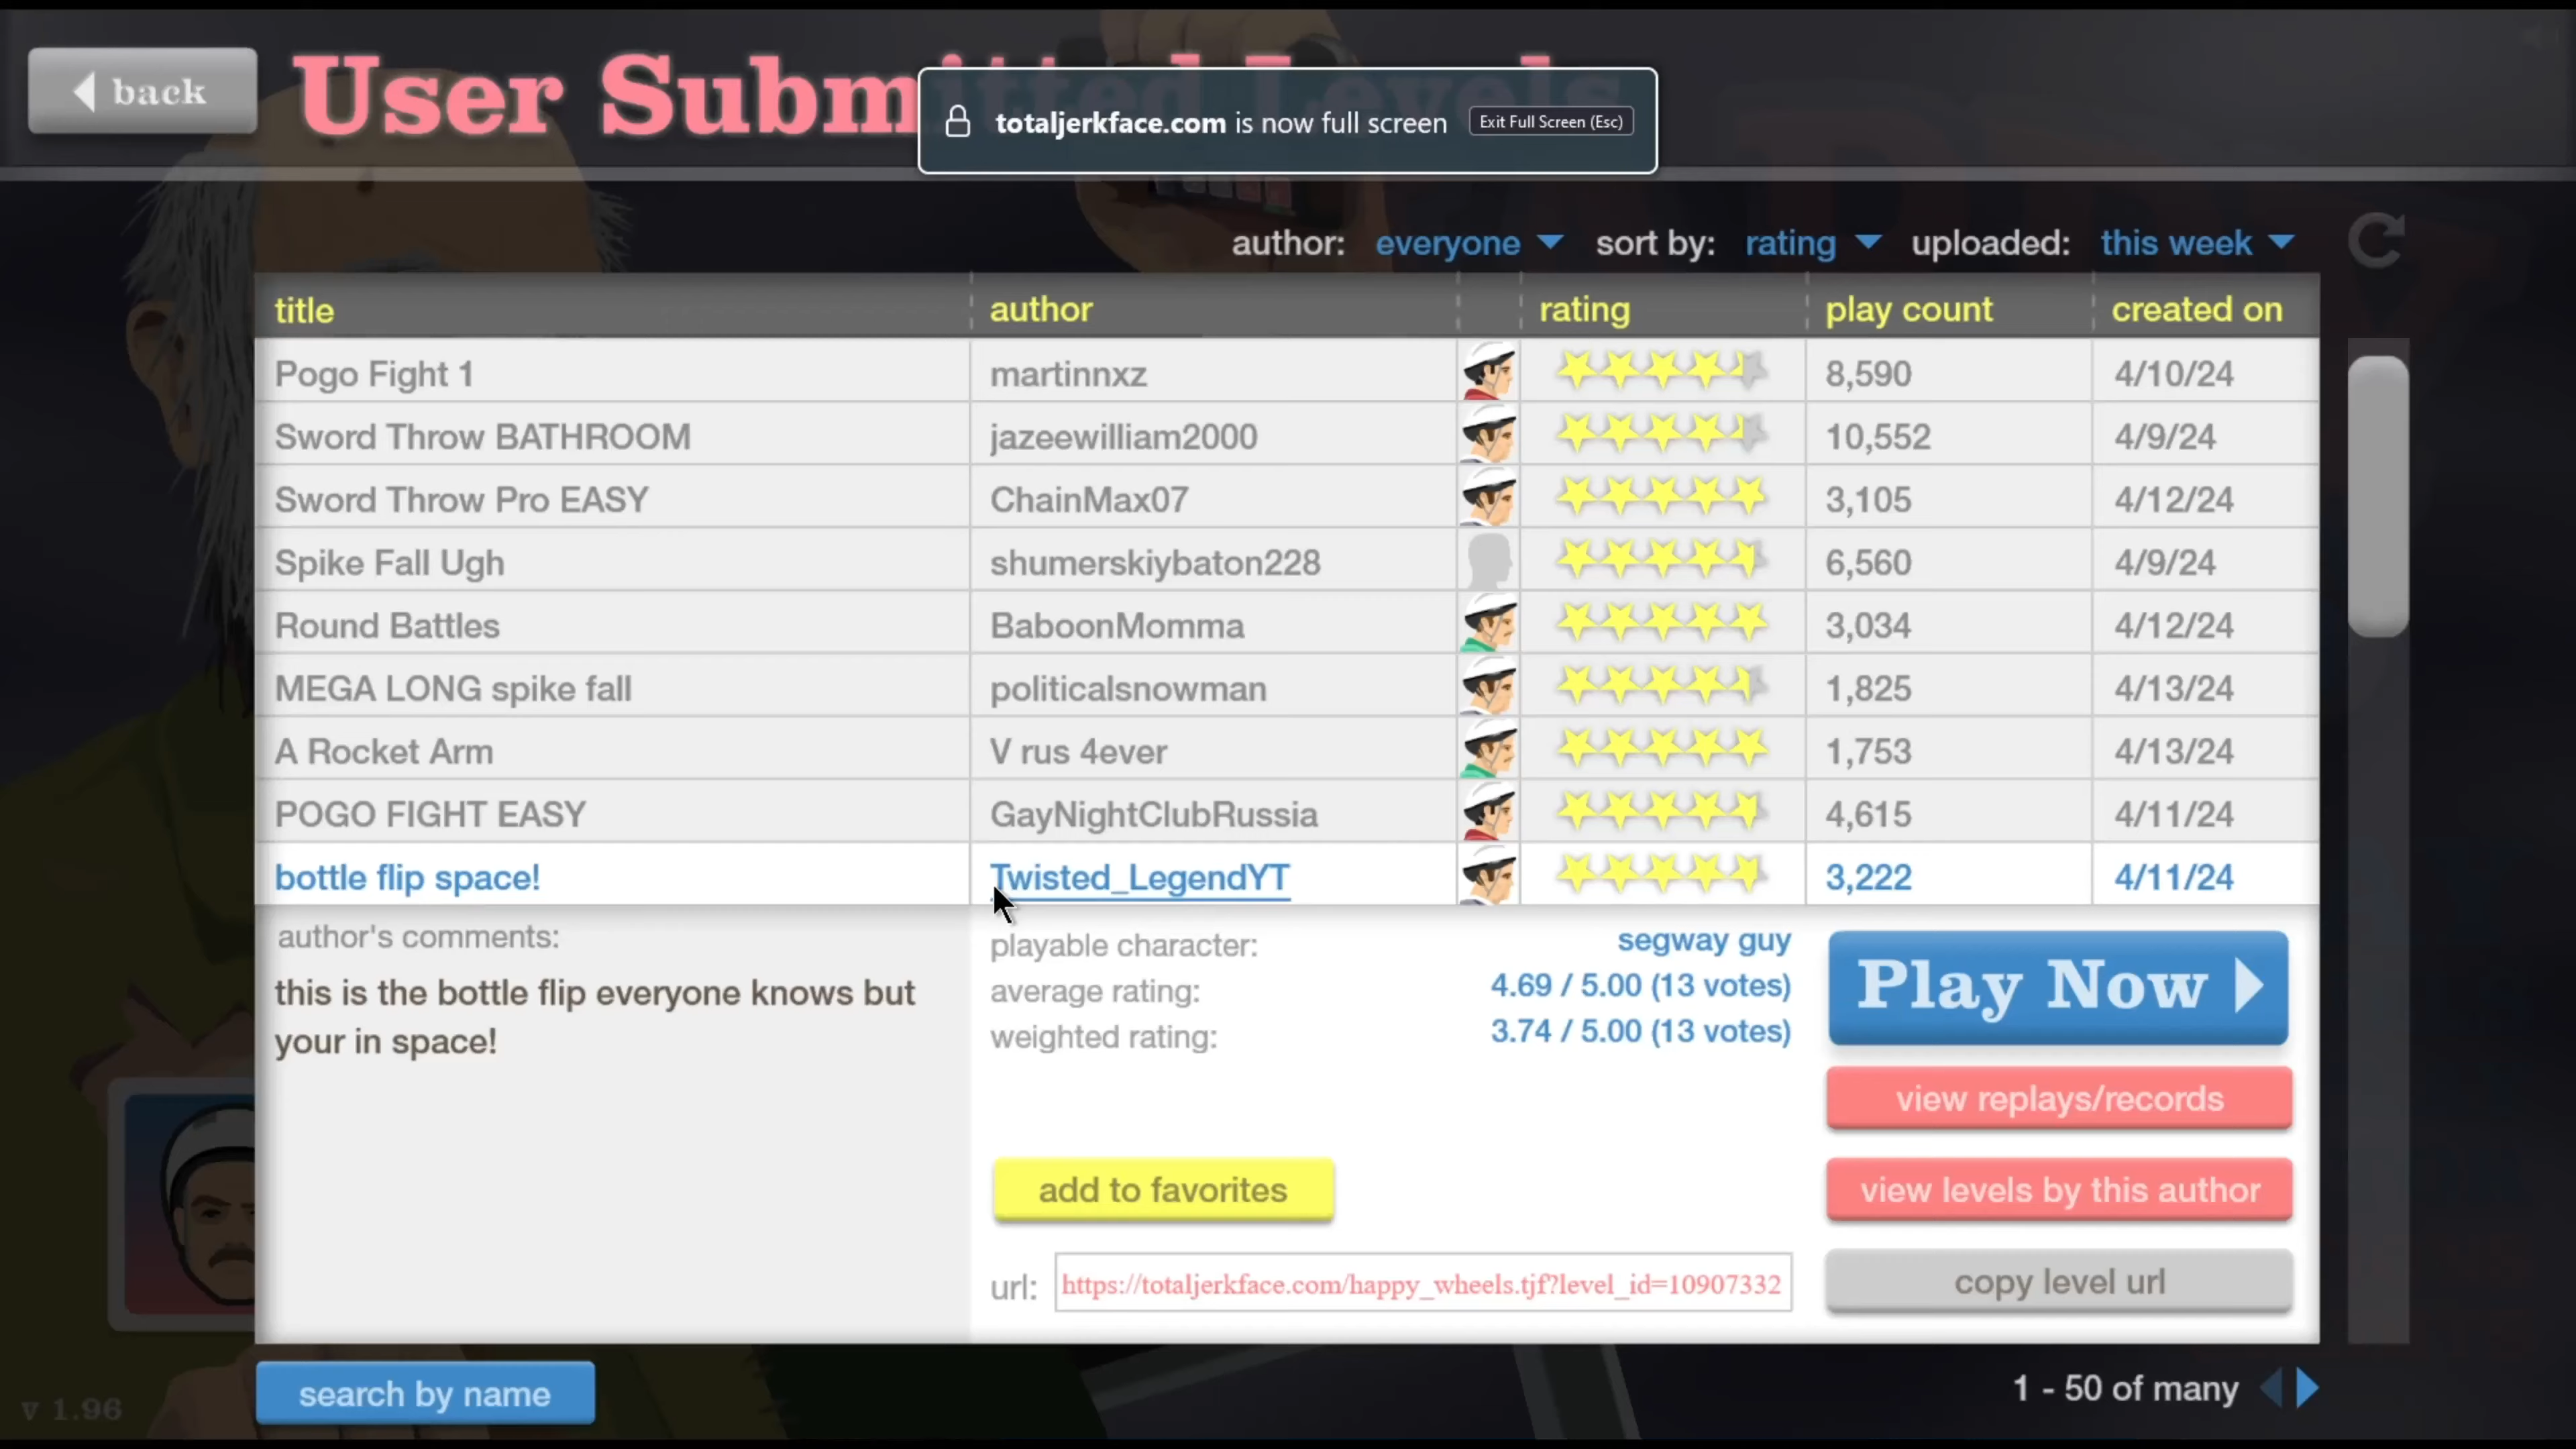 back
User Submitted Levels
totaljerkface.com is now full screen Exit Full Screen (Esc)
author: everyone sort by: rating uploaded: this week
title author rating play count created on
Pogo Fight 1 martinnxz 8,590 4/10/24
Sword Throw BATHROOM jazeewilliam2000 10,552 4/9/24
Sword Throw Pro EASY ChainMax07 3,105 4/12/24
Spike Fall Ugh shumerskiybaton228 6,560 4/9/24
Round Battles BaboonMomma 3,034 4/12/24
MEGA LONG spike fall politicalsnowman 1,825 4/13/24
A Rocket Arm V rus 4ever 1,753 4/13/24
POGO FIGHT EASY GayNightClubRussia 4,615 4/11/24
bottle flip space! Twisted_LegendYT 3,222 4/11/24
author's comments:
this is the bottle flip everyone knows but
your in space!
playable character: segway guy
average rating: 4.69 / 5.00 (13 votes)
weighted rating: 3.74 / 5.00 (13 votes)
Play Now
view replays/records
add to favorites
view levels by this author
url: https://totaljerkface.com/happy_wheels.tjf?level_id=10907332
copy level url
search by name
1 - 50 of many
v 1.96